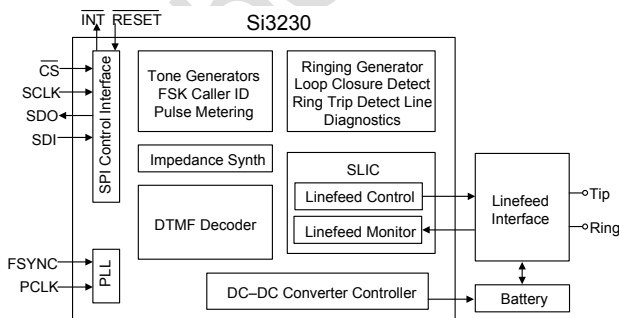 INT RESET
Si3230
CS
SCLK
SDO
SDI
SPI Control Interface
Tone Generators
FSK Caller ID
Pulse Metering
Ringing Generator
Loop Closure Detect
Ring Trip Detect Line
Diagnostics
Impedance Synth
SLIC
Linefeed Control
Linefeed Monitor
DTMF Decoder
Linefeed
Interface
Tip
Ring
FSYNC
PCLK
PLL
DC–DC Converter Controller
Battery